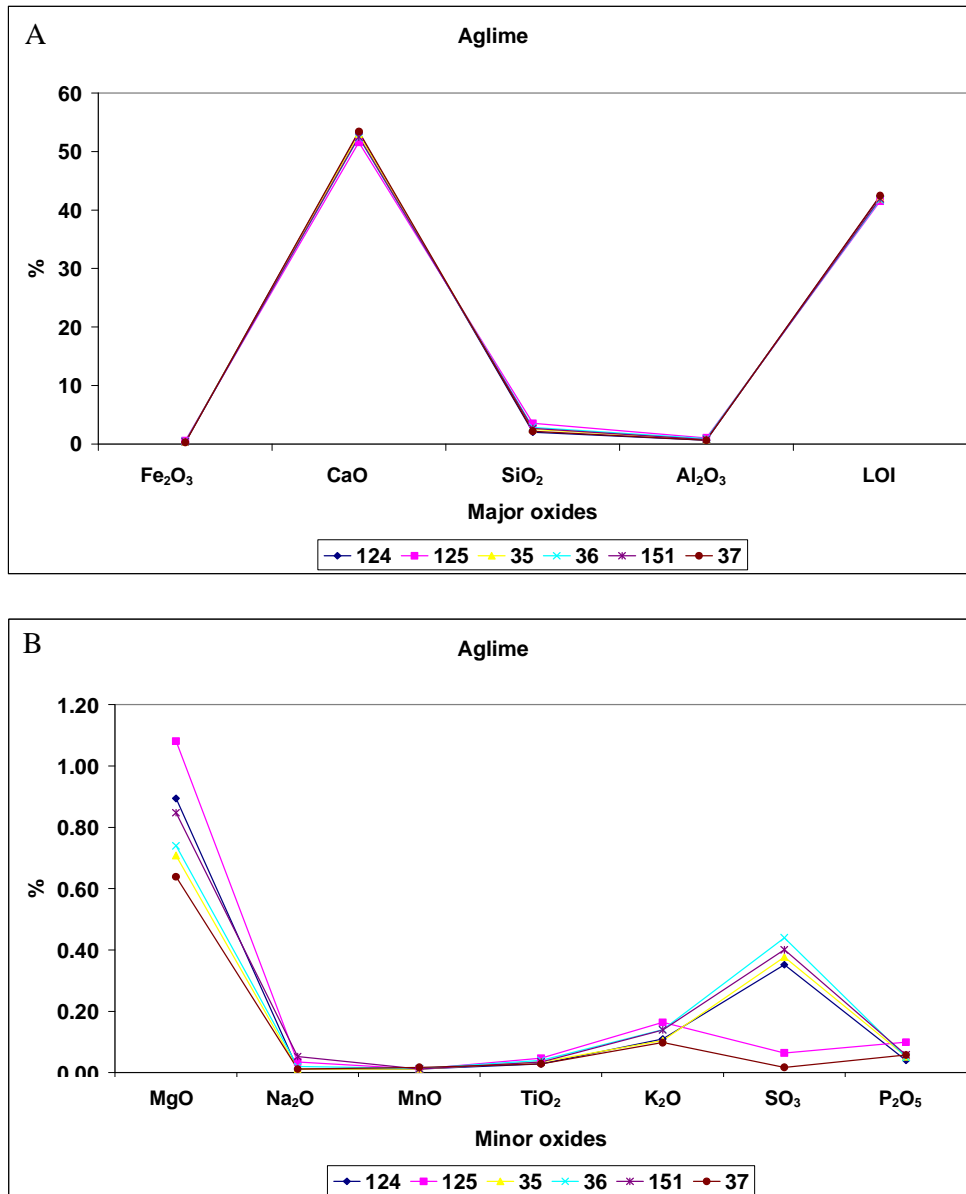 A
Aglime
60
50
40
30
20
10
0
%
Fe₂O₃ CaO SiO₂ Al₂O₃ LOI
Major oxides
124 125 35 36 151 37
B
Aglime
1.20
1.00
0.80
0.60
0.40
0.20
0.00
%
MgO Na₂O MnO TiO₂ K₂O SO₃ P₂O₅
Minor oxides
124 125 35 36 151 37